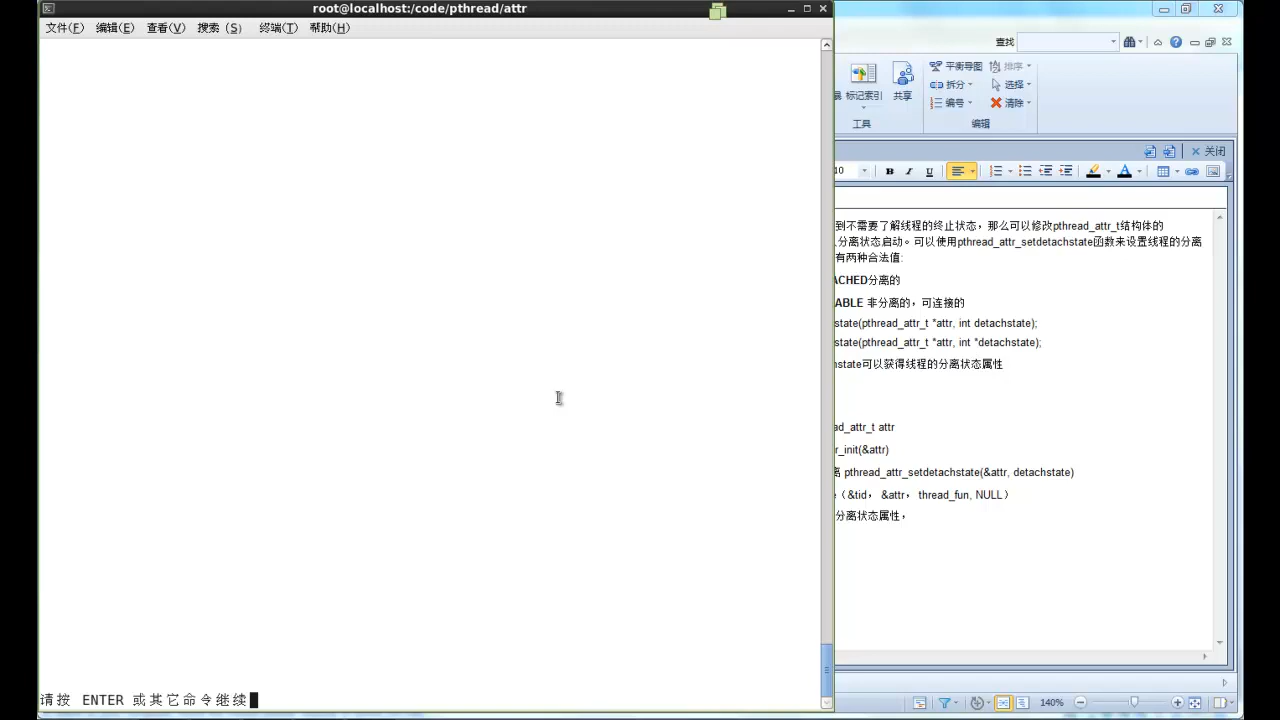 root@localhost:/code/pthread/attr
文件(F) 编辑(E) 查看(V) 搜索 (S) 终端(T) 帮助(H)
请按 ENTER 或其它命令继续
查找
平衡导图 排序
标记索引 共享 拆分 选择
编号 清除
工具 编辑
关闭
10 B I U A
到不需要了解线程的终止状态，那么可以修改pthread_attr_t结构体的
分离状态启动。可以使用pthread_attr_setdetachstate函数来设置线程的分离
有两种合法值:
ACHED分离的
ABLE 非分离的，可连接的
state(pthread_attr_t *attr, int detachstate);
state(pthread_attr_t *attr, int *detachstate);
hstate可以获得线程的分离状态属性
ad_attr_t attr
r_init(&attr)
离 pthread_attr_setdetachstate(&attr, detachstate)
e（&tid， &attr， thread_fun, NULL）
分离状态属性，
140%